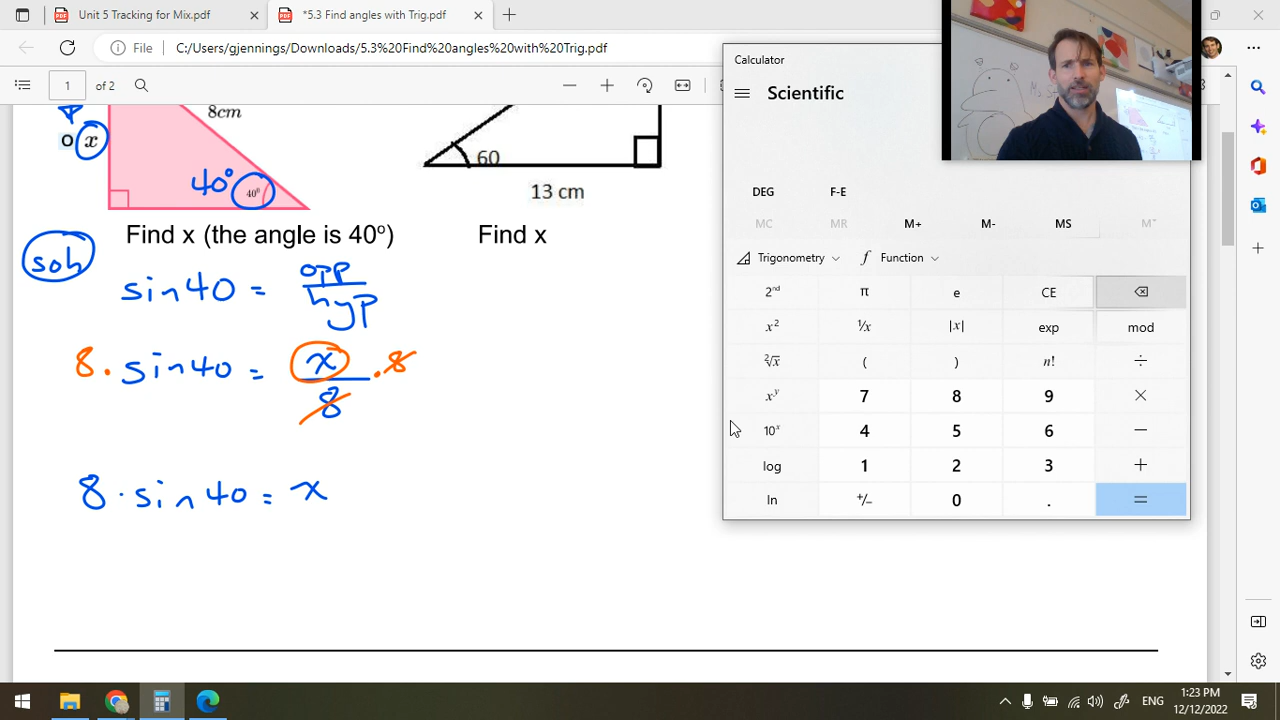 Unit 5 Tracking for Mix.pdf
*5.3 Find angles with Trig.pdf
File
C:/Users/gjennings/Downloads/5.3%20Find%20angles%20with%20Trig.pdf
1 of 2
8cm
o x
40° 40°
60
13 cm
Find x (the angle is 40°)
Find x
soh
sin40 = opp/hyp
8 · sin40 = x/8 · 8
8 · sin40 = x
Calculator
Scientific
DEG F-E
MC MR M+ M- MS M˅
Trigonometry Function
2nd π e CE
x² ¹/x |x| exp mod
²√x ( ) n! ÷
xʸ 7 8 9 ×
10ˣ 4 5 6 −
log 1 2 3 +
ln +/− 0 . =
ENG
1:23 PM
12/12/2022